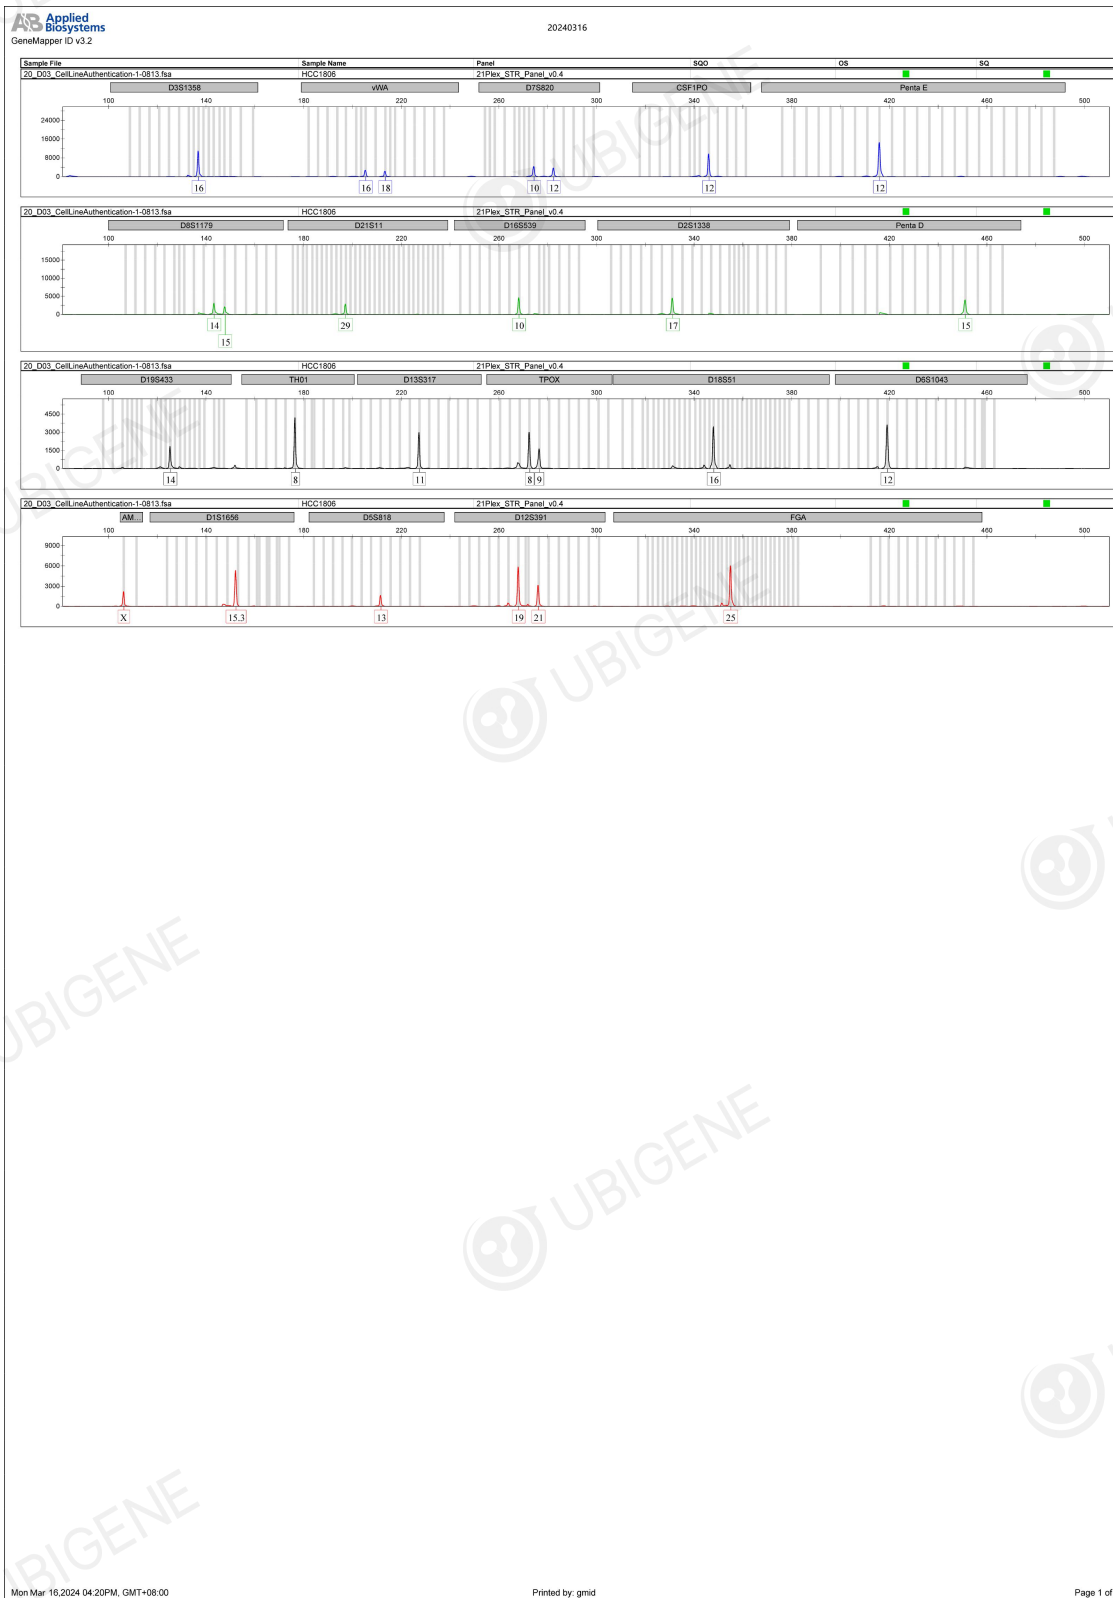 AB Applied Biosystems
GeneMapper ID v3.2
20240316
Sample File Sample Name Panel SQO OS SQ
20_D03_CellLineAuthentication-1-0813.fsa HCC1806 21Plex_STR_Panel_v0.4
D3S1358 vWA D7S820 CSF1PO Penta E
100 140 180 220 260 300 340 380 420 460 500
24000
16000
8000
0
16 16 18 10 12 12 12
20_D03_CellLineAuthentication-1-0813.fsa HCC1806 21Plex_STR_Panel_v0.4
D8S1179 D21S11 D16S539 D2S1338 Penta D
100 140 180 220 260 300 340 380 420 460 500
15000
10000
5000
0
14 29 10 17 15
15
20_D03_CellLineAuthentication-1-0813.fsa HCC1806 21Plex_STR_Panel_v0.4
D19S433 TH01 D13S317 TPOX D18S51 D6S1043
100 140 180 220 260 300 340 380 420 460 500
4500
3000
1500
0
14 8 11 8 9 16 12
20_D03_CellLineAuthentication-1-0813.fsa HCC1806 21Plex_STR_Panel_v0.4
AM... D1S1656 D5S818 D12S391 FGA
100 140 180 220 260 300 340 380 420 460 500
9000
6000
3000
0
X 15.3 13 19 21 25
UBIGENE
UBIGENE
UBIGENE
UBIGENE
UBIGENE
UBIGENE
Mon Mar 16,2024 04:20PM, GMT+08:00 Printed by: gmid Page 1 of